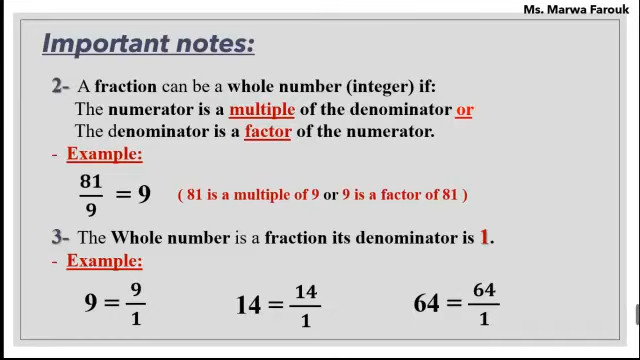 Ms. Marwa Farouk
Important notes:
2- A fraction can be a whole number (integer) if:
The numerator is a multiple of the denominator or
The denominator is a factor of the numerator.
- Example:
81/9 = 9 ( 81 is a multiple of 9 or 9 is a factor of 81 )
3- The Whole number is a fraction its denominator is 1.
- Example:
9 = 9/1 14 = 14/1 64 = 64/1